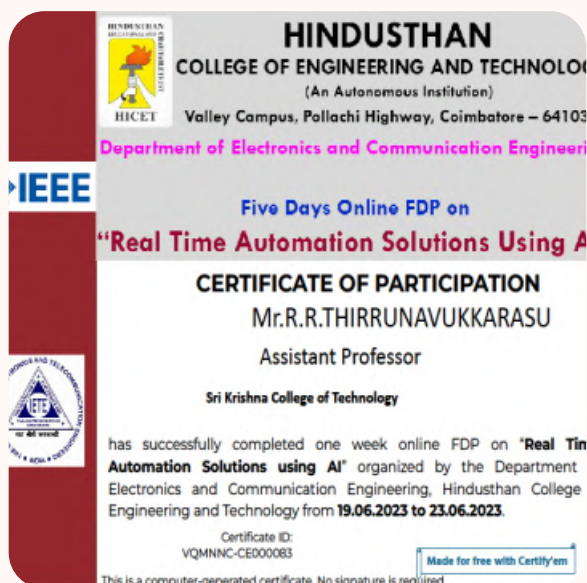 HINDUSTHAN
HINDUSTHAN
COLLEGE OF ENGINEERING AND TECHNOLO
(An Autonomous Institution)
HICET
Valley Campus, Pollachi Highway, Coimbatore – 64103
Department of Electronics and Communication Engineeri
IEEE
Five Days Online FDP on
“Real Time Automation Solutions Using A
CERTIFICATE OF PARTICIPATION
Mr.R.R.THIRRUNAVUKKARASU
Assistant Professor
Sri Krishna College of Technology
IETE
has successfully completed one week online FDP on "Real Tim
Automation Solutions using AI" organized by the Department
Electronics and Communication Engineering, Hindusthan College
Engineering and Technology from 19.06.2023 to 23.06.2023.
Certificate ID:
VQMNNC-CE000083
Made for free with Certify'em
This is a computer-generated certificate. No signature is required